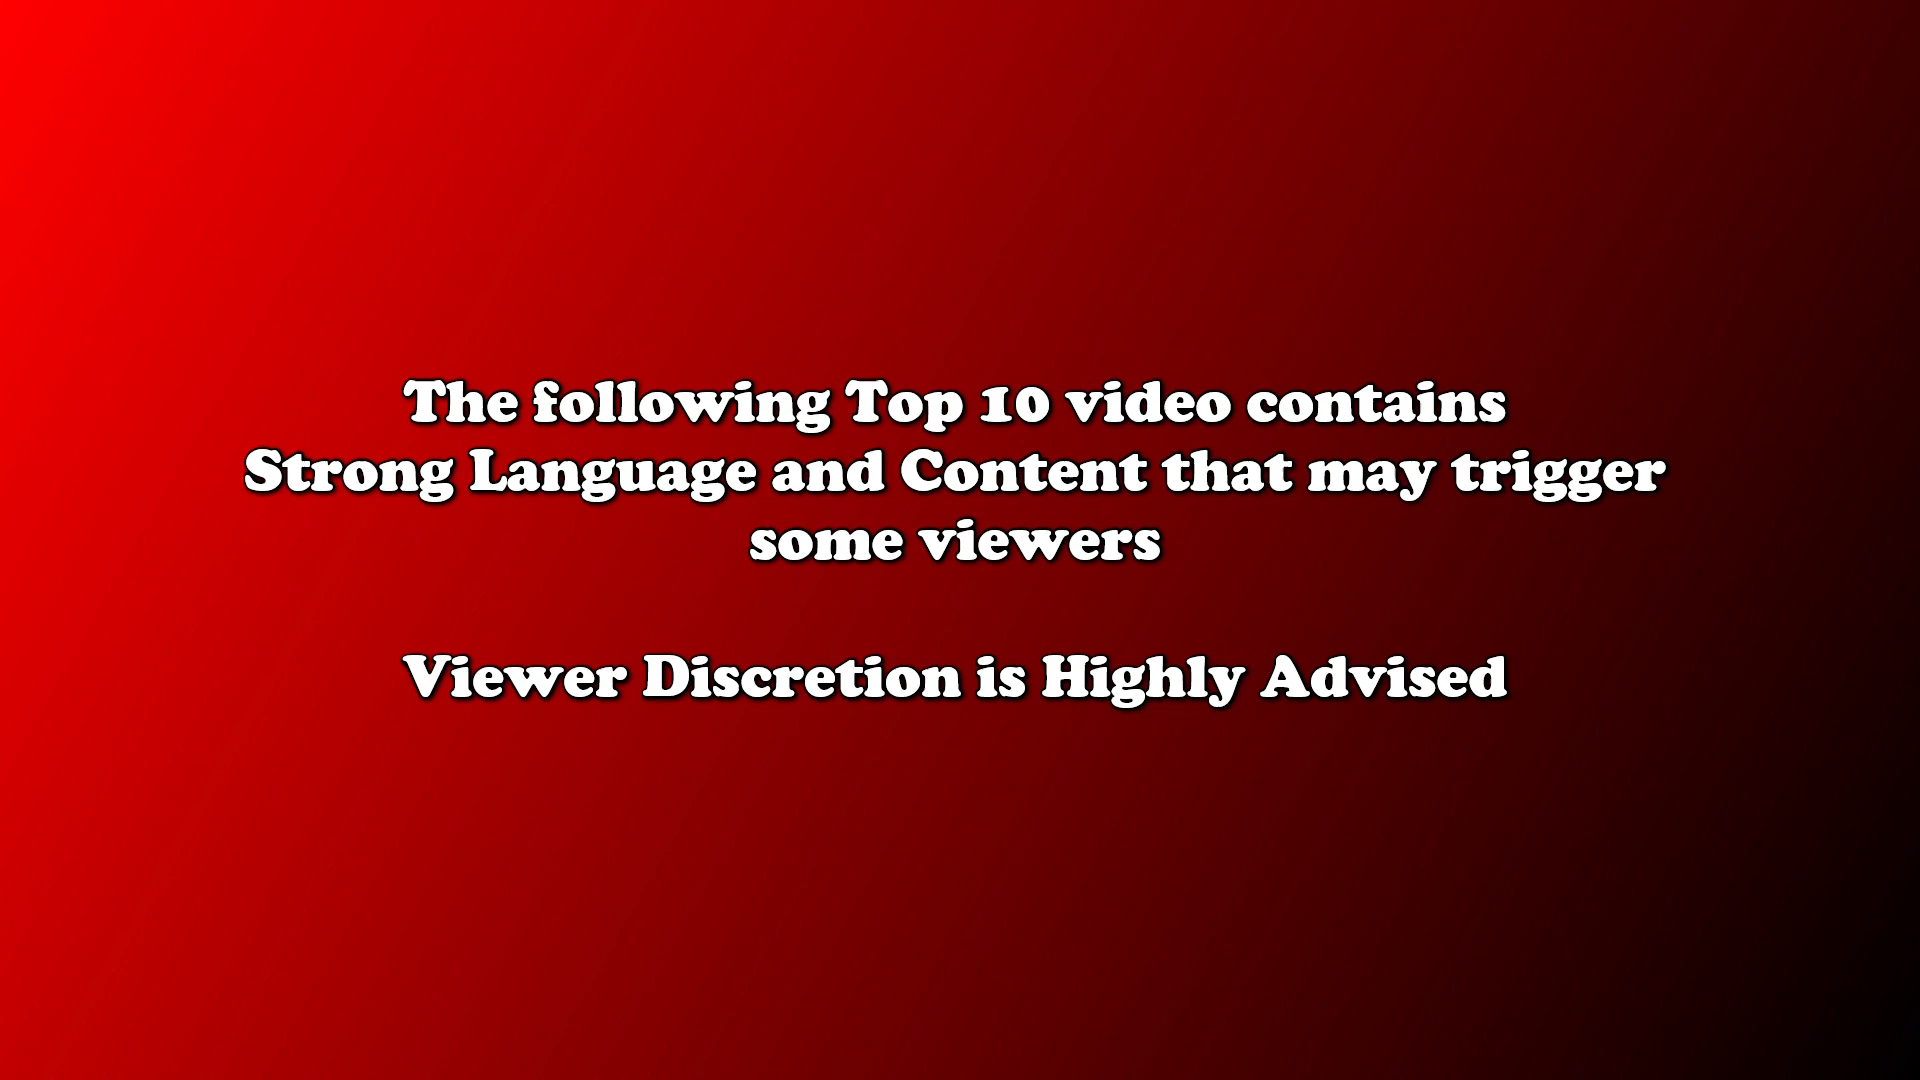 The following Top 10 video contains
Strong Language and Content that may trigger
some viewers
Viewer Discretion is Highly Advised